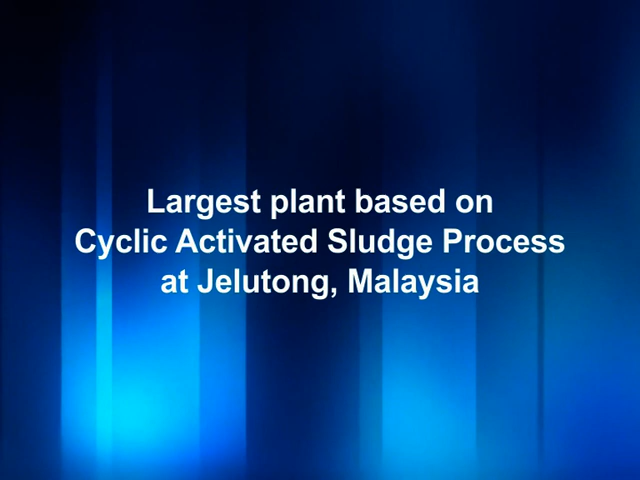 Largest plant based on
Cyclic Activated Sludge Process
at Jelutong, Malaysia